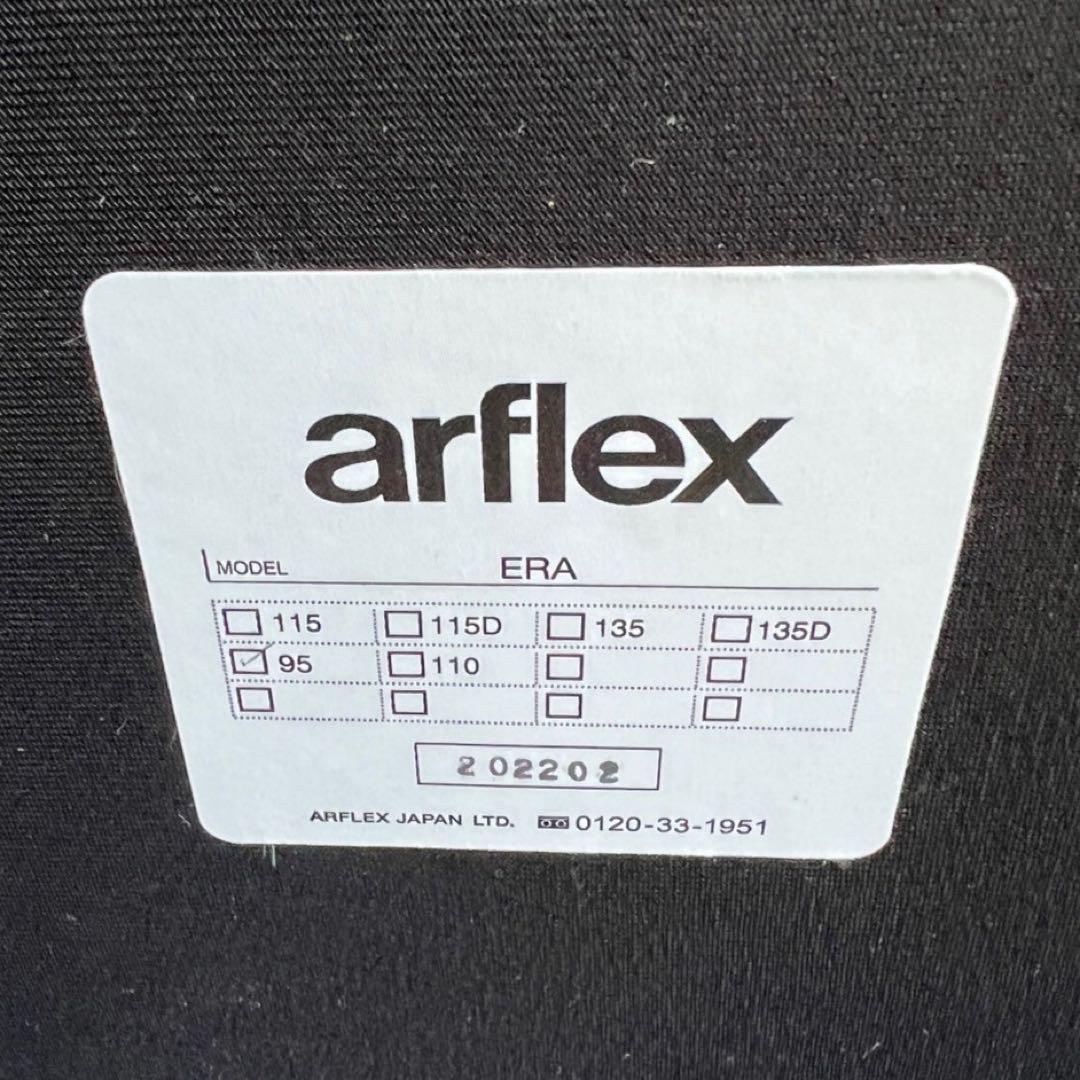 arflex
MODEL ERA
115 115D 135 135D
95 110
202202
ARFLEX JAPAN LTD. 0120-33-1951